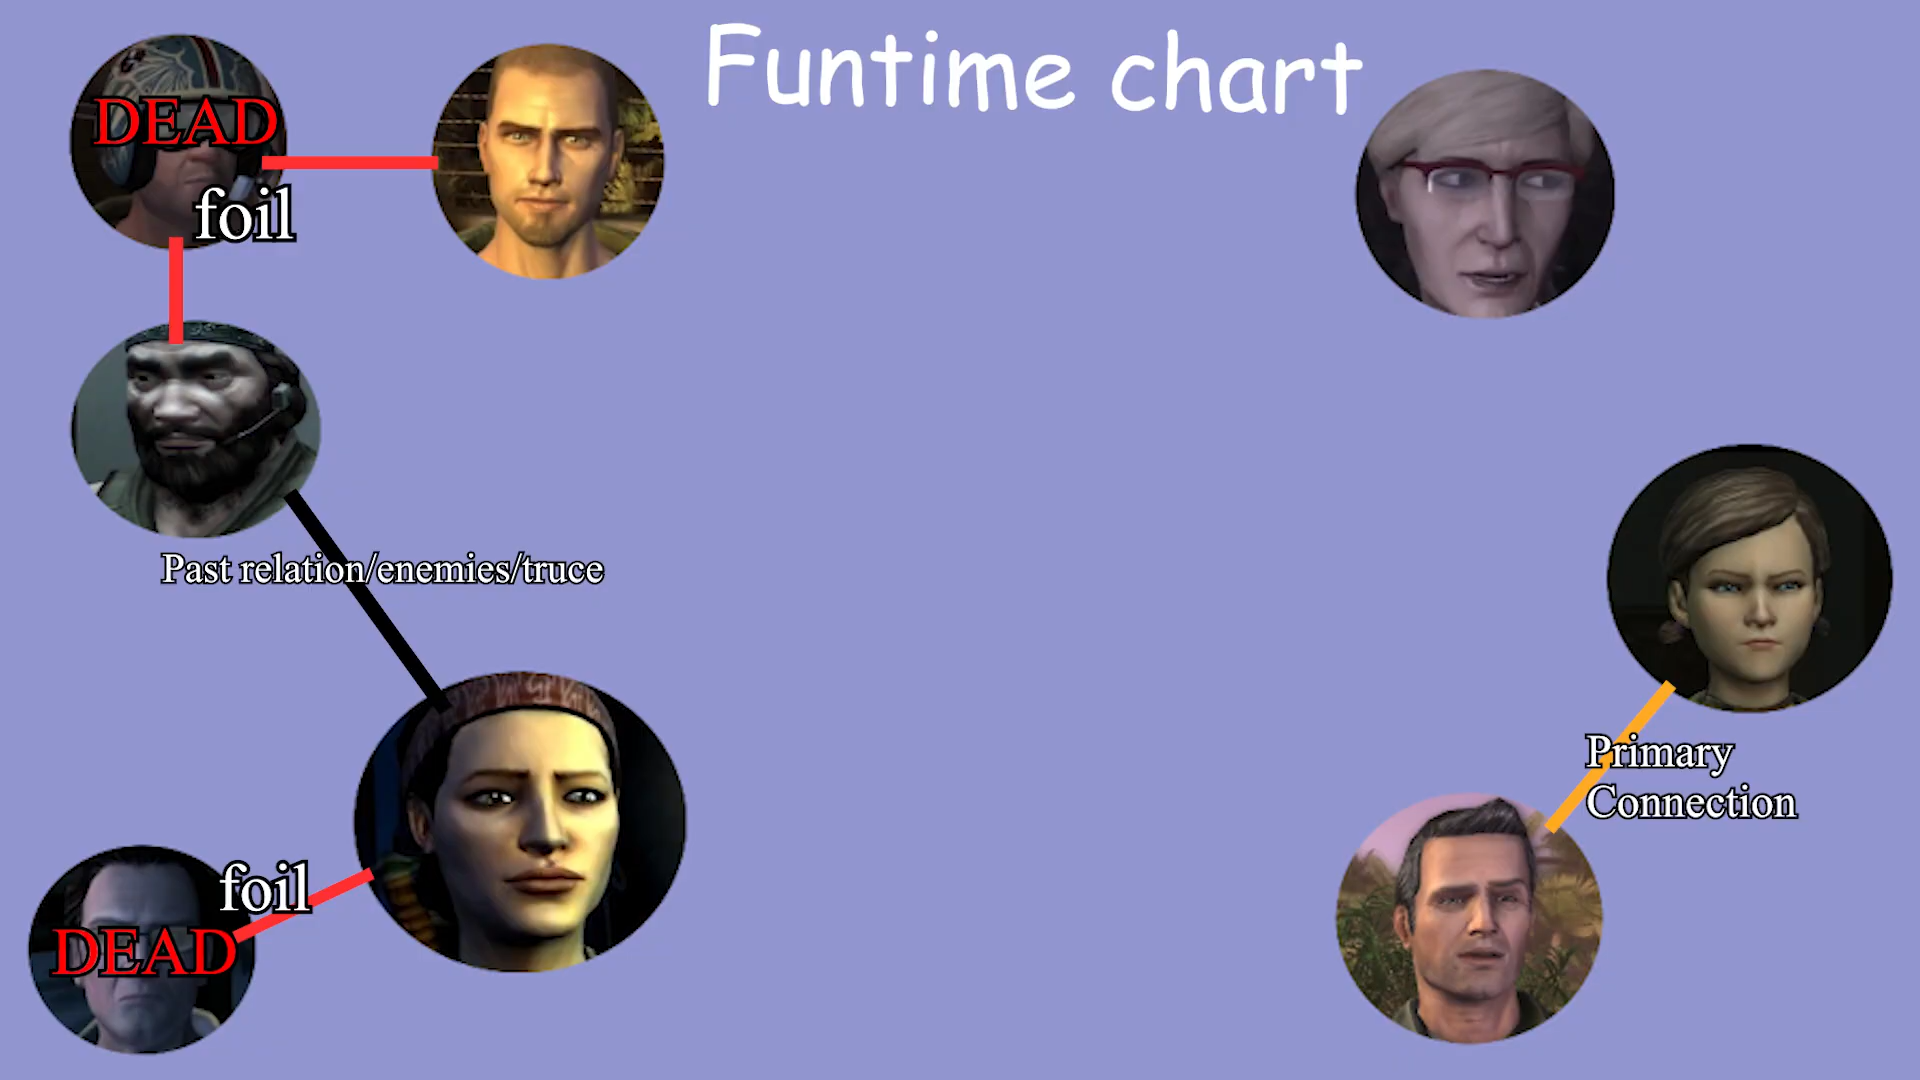 Funtime chart
DEAD
foil
Past relation/enemies/truce
Primary
Connection
foil
DEAD